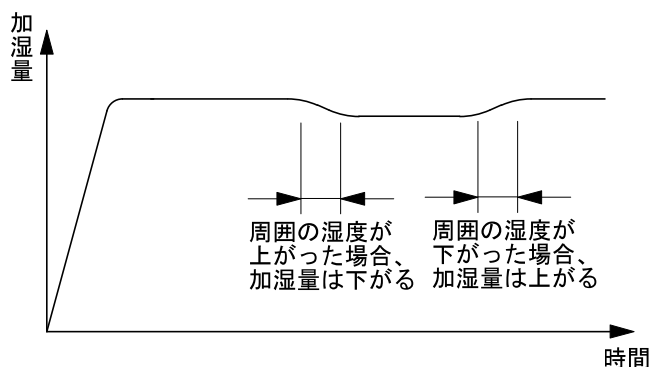 加湿量
周囲の湿度が
上がった場合、
加湿量は下がる
周囲の湿度が
下がった場合、
加湿量は上がる
時間